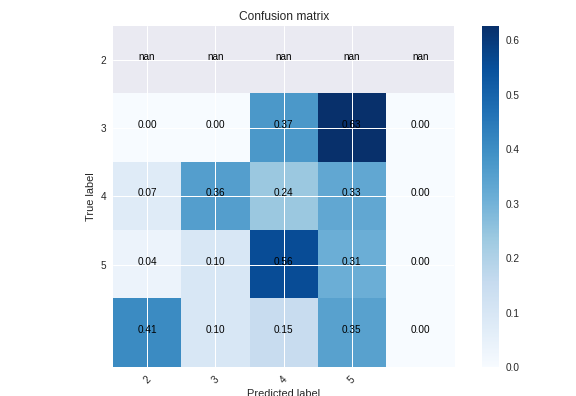 Confusion matrix
2 nan nan nan nan nan
3 0.00 0.00 0.37 0.63 0.00
4 0.07 0.36 0.24 0.33 0.00
5 0.04 0.10 0.56 0.31 0.00
0.41 0.10 0.15 0.35 0.00
2 3 4 5
True label
Predicted label
0.6
0.5
0.4
0.3
0.2
0.1
0.0